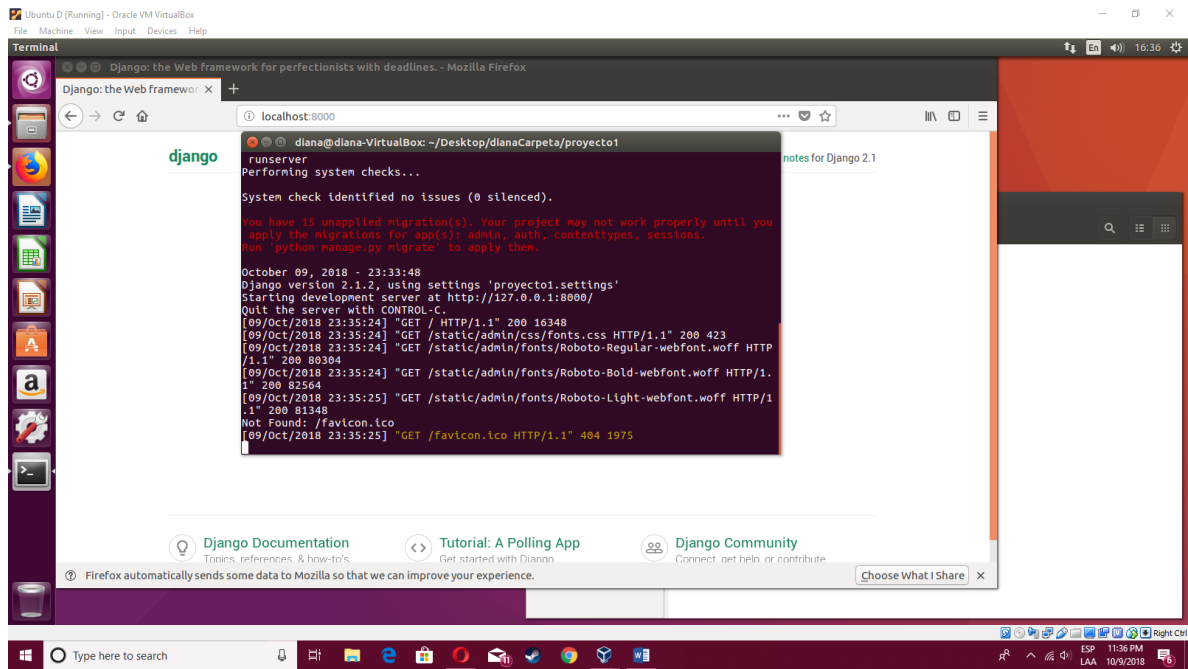 Ubuntu D [Running] - Oracle VM VirtualBox
File Machine View Input Devices Help
Terminal
En
16:36
Django: the Web framework for perfectionists with deadlines. - Mozilla Firefox
Django: the Web framewor × +
localhost:8000
django
notes for Django 2.1
diana@diana-VirtualBox: ~/Desktop/dianaCarpeta/proyecto1
runserver
Performing system checks...
System check identified no issues (0 silenced).
You have 15 unapplied migration(s). Your project may not work properly until you
apply the migrations for app(s): admin, auth, contenttypes, sessions.
Run 'python manage.py migrate' to apply them.
October 09, 2018 - 23:33:48
Django version 2.1.2, using settings 'proyecto1.settings'
Starting development server at http://127.0.0.1:8000/
Quit the server with CONTROL-C.
[09/Oct/2018 23:35:24] "GET / HTTP/1.1" 200 16348
[09/Oct/2018 23:35:24] "GET /static/admin/css/fonts.css HTTP/1.1" 200 423
[09/Oct/2018 23:35:24] "GET /static/admin/fonts/Roboto-Regular-webfont.woff HTTP
/1.1" 200 80304
[09/Oct/2018 23:35:24] "GET /static/admin/fonts/Roboto-Bold-webfont.woff HTTP/1.
1" 200 82564
[09/Oct/2018 23:35:25] "GET /static/admin/fonts/Roboto-Light-webfont.woff HTTP/1
.1" 200 81348
Not Found: /favicon.ico
[09/Oct/2018 23:35:25] "GET /favicon.ico HTTP/1.1" 404 1975
Django Documentation
Topics, references, & how-to's
Tutorial: A Polling App
Get started with Django
Django Community
Connect, get help, or contribute
Firefox automatically sends some data to Mozilla so that we can improve your experience.
Choose What I Share ×
Right Ctrl
Type here to search
11
ESP
LAA
11:36 PM
10/9/2018
6